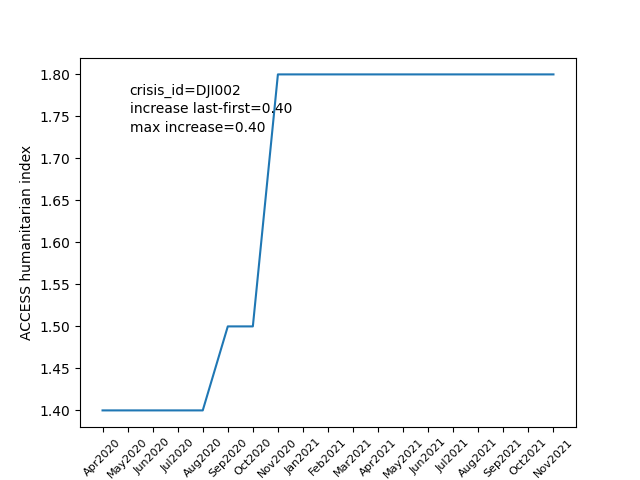 crisis_id=DJI002
increase last-first=0.40
max increase=0.40
ACCESS humanitarian index
1.80
1.75
1.70
1.65
1.60
1.55
1.50
1.45
1.40
Apr2020
May2020
Jun2020
Jul2020
Aug2020
Sep2020
Oct2020
Nov2020
Jan2021
Feb2021
Mar2021
Apr2021
May2021
Jun2021
Jul2021
Aug2021
Sep2021
Oct2021
Nov2021